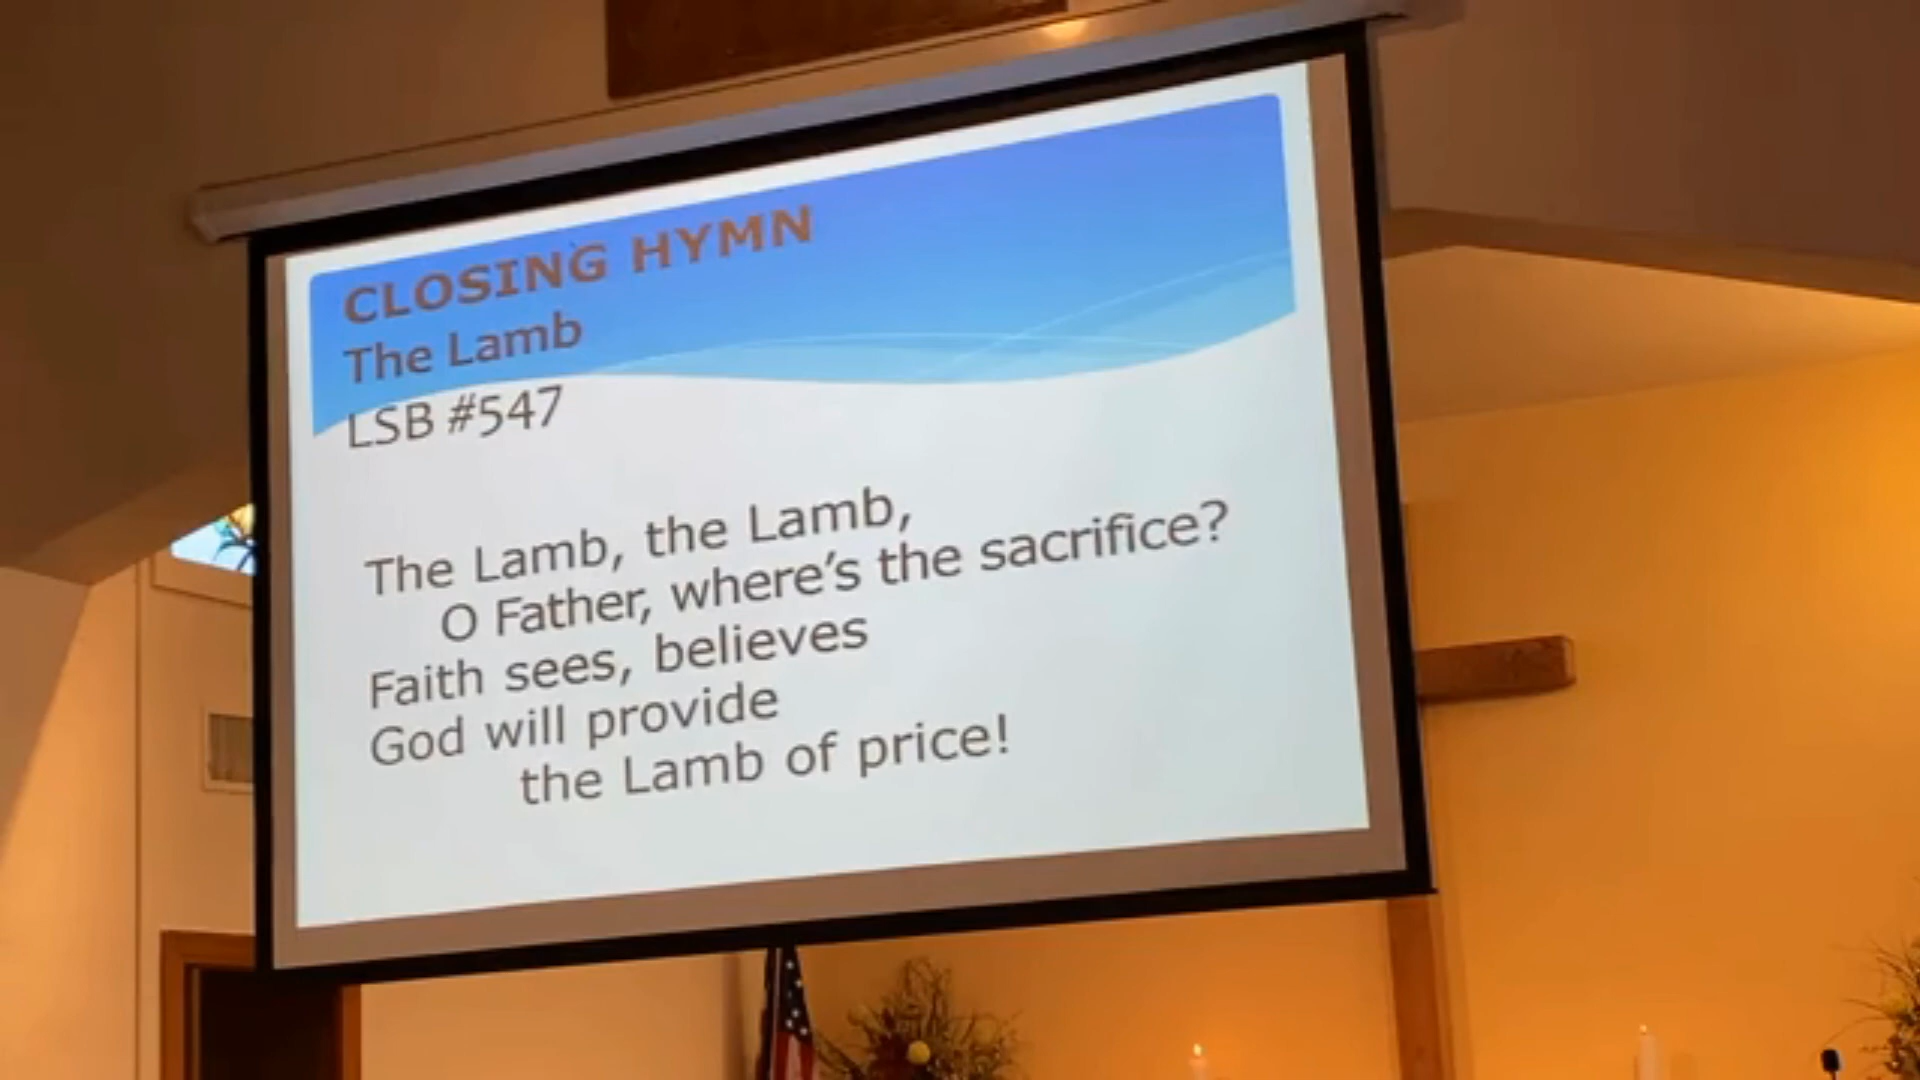 CLOSING HYMN
The Lamb
LSB #547
The Lamb, the Lamb,
O Father, where's the sacrifice?
Faith sees, believes
God will provide
the Lamb of price!